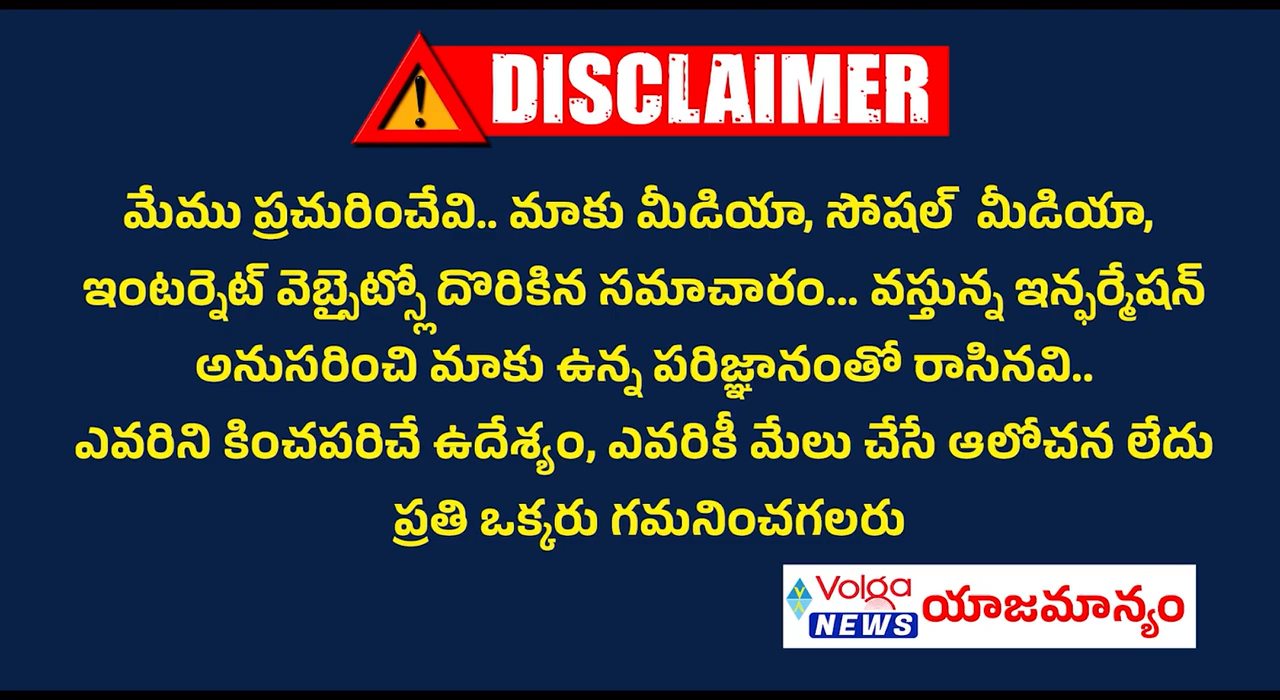 DISCLAIMER
మేము ప్రచురించేవి.. మాకు మీడియా, సోషల్ మీడియా,
ఇంటర్నెట్ వెబ్సైట్స్లో దొరికిన సమాచారం... వస్తున్న ఇన్ఫర్మేషన్
అనుసరించి మాకు ఉన్న పరిజ్ఞానంతో రాసినవి..
ఎవరిని కించపరిచే ఉదేశ్యం, ఎవరికీ మేలు చేసే ఆలోచన లేదు
ప్రతి ఒక్కరు గమనించగలరు
Volga NEWS యాజమాన్యం